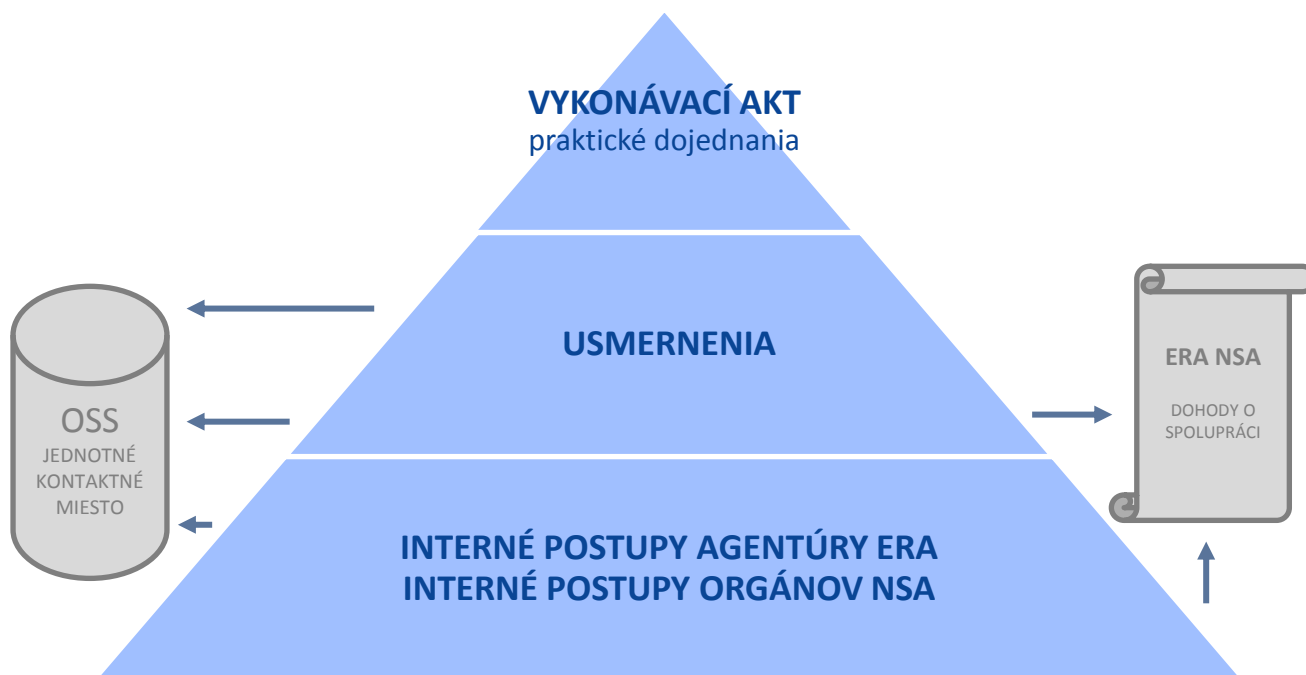 VYKONÁVACÍ AKT
praktické dojednania
USMERNENIA
INTERNÉ POSTUPY AGENTÚRY ERA
INTERNÉ POSTUPY ORGÁNOV NSA
OSS
JEDNOTNÉ
KONTAKTNÉ
MIESTO
ERA NSA
DOHODY O
SPOLUPRÁCI